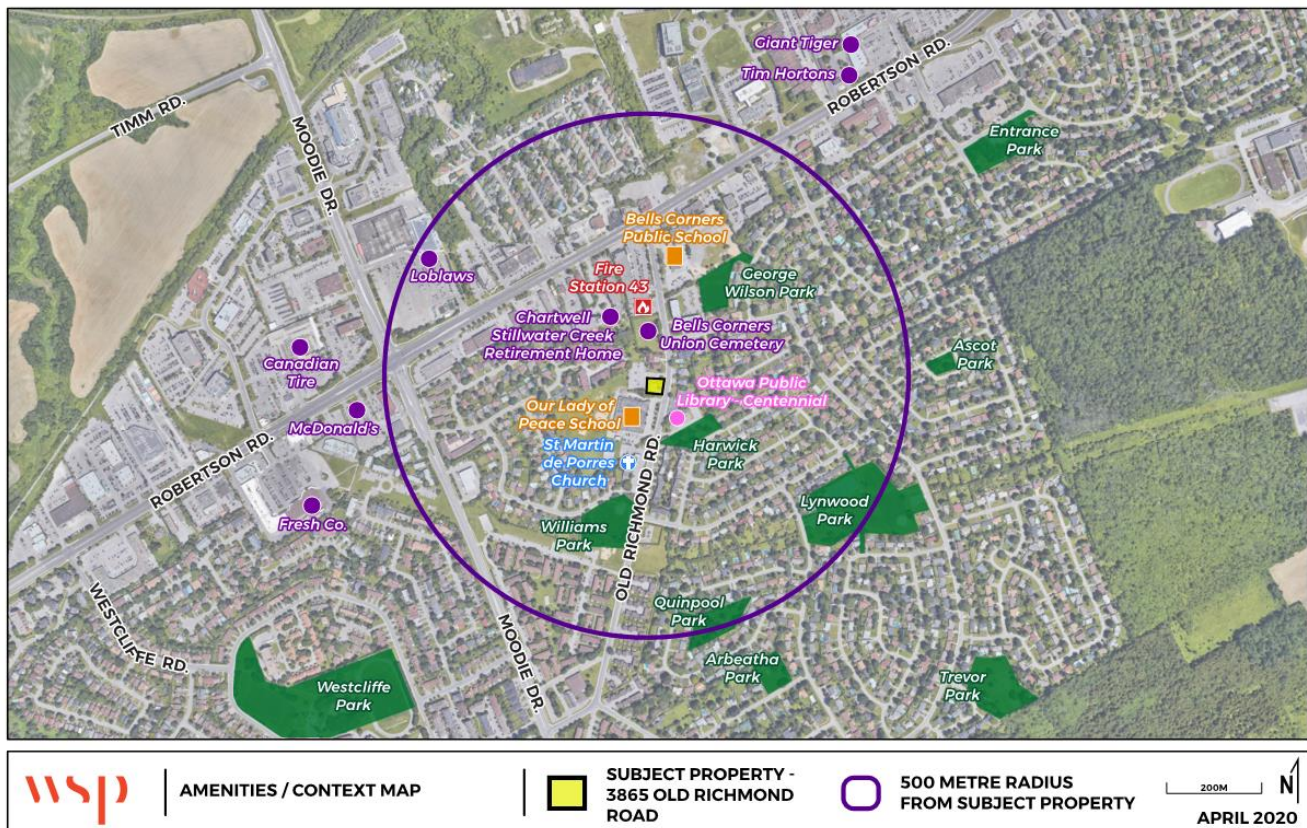 Giant Tiger
Tim Hortons
ROBERTSON RD.
TIMM RD.
MOODIE DR.
Entrance
Park
Bells Corners
Public School
Loblaws
Fire
Station 43
George
Wilson Park
Chartwell
Stillwater Creek
Retirement Home
Bells Corners
Union Cemetery
Canadian
Tire
Ascot
Park
Ottawa Public
Library - Centennial
McDonald's
Our Lady of
Peace School
Harwick
Park
ROBERTSON RD.
St Martin
de Porres
Church
OLD RICHMOND RD.
Fresh Co.
Williams
Park
Lynwood
Park
WESTCLIFFE RD.
MOODIE DR.
Quinpool
Park
Arbeatha
Park
Westcliffe
Park
Trevor
Park
wsp
AMENITIES / CONTEXT MAP
SUBJECT PROPERTY -
3865 OLD RICHMOND
ROAD
500 METRE RADIUS
FROM SUBJECT PROPERTY
200M
N
APRIL 2020